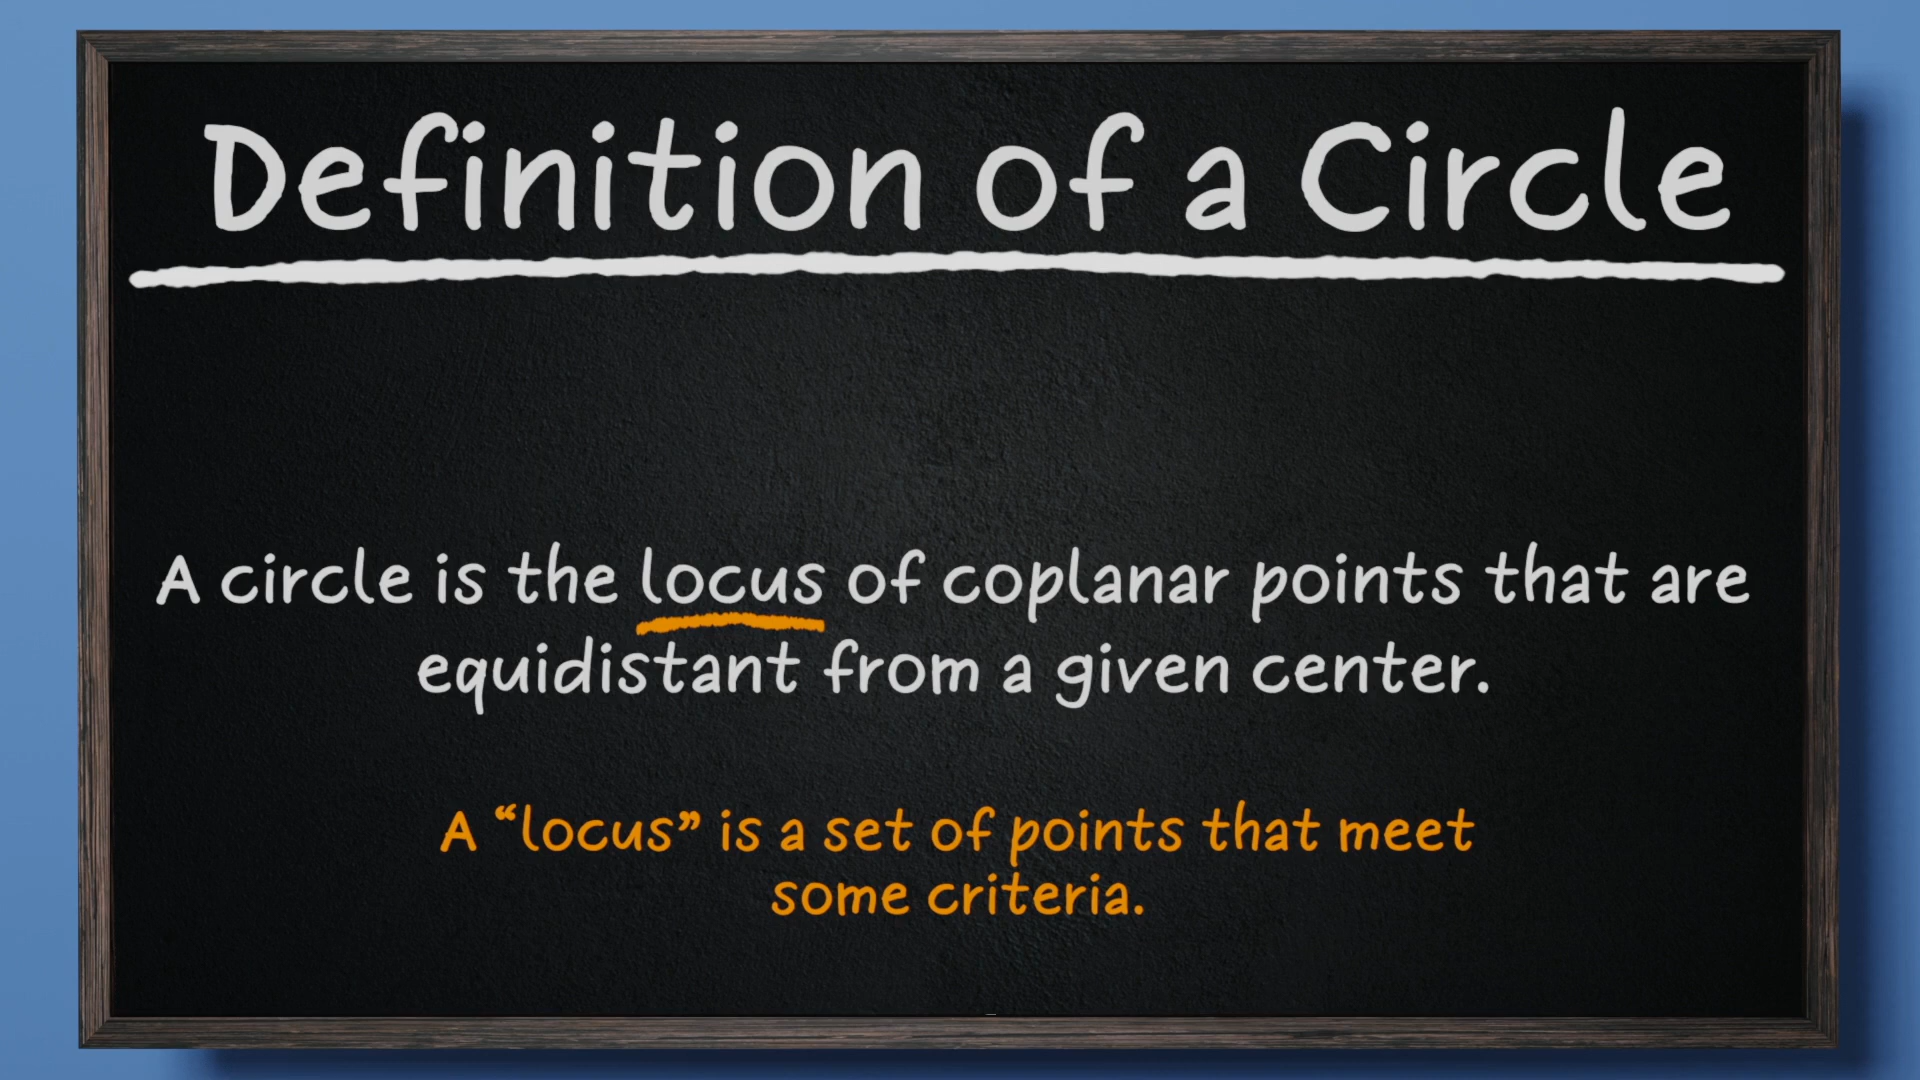 Definition of a Circle
A circle is the locus of coplanar points that are
equidistant from a given center.
A “locus” is a set of points that meet
some criteria.